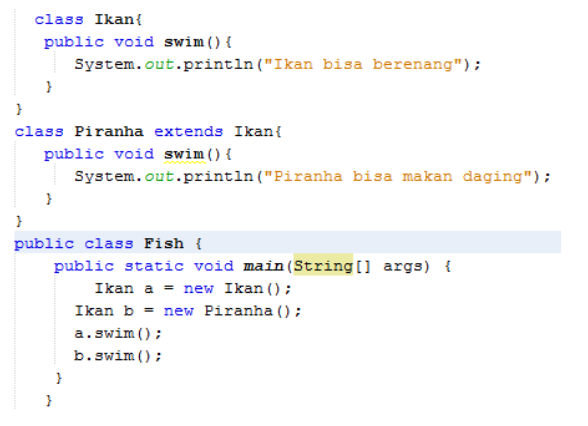 class Ikan{
public void swim(){
System.out.println("Ikan bisa berenang");
}
}
class Piranha extends Ikan{
public void swim(){
System.out.println("Piranha bisa makan daging");
}
}
public class Fish {
public static void main(String[] args) {
Ikan a = new Ikan();
Ikan b = new Piranha();
a.swim();
b.swim();
}
}